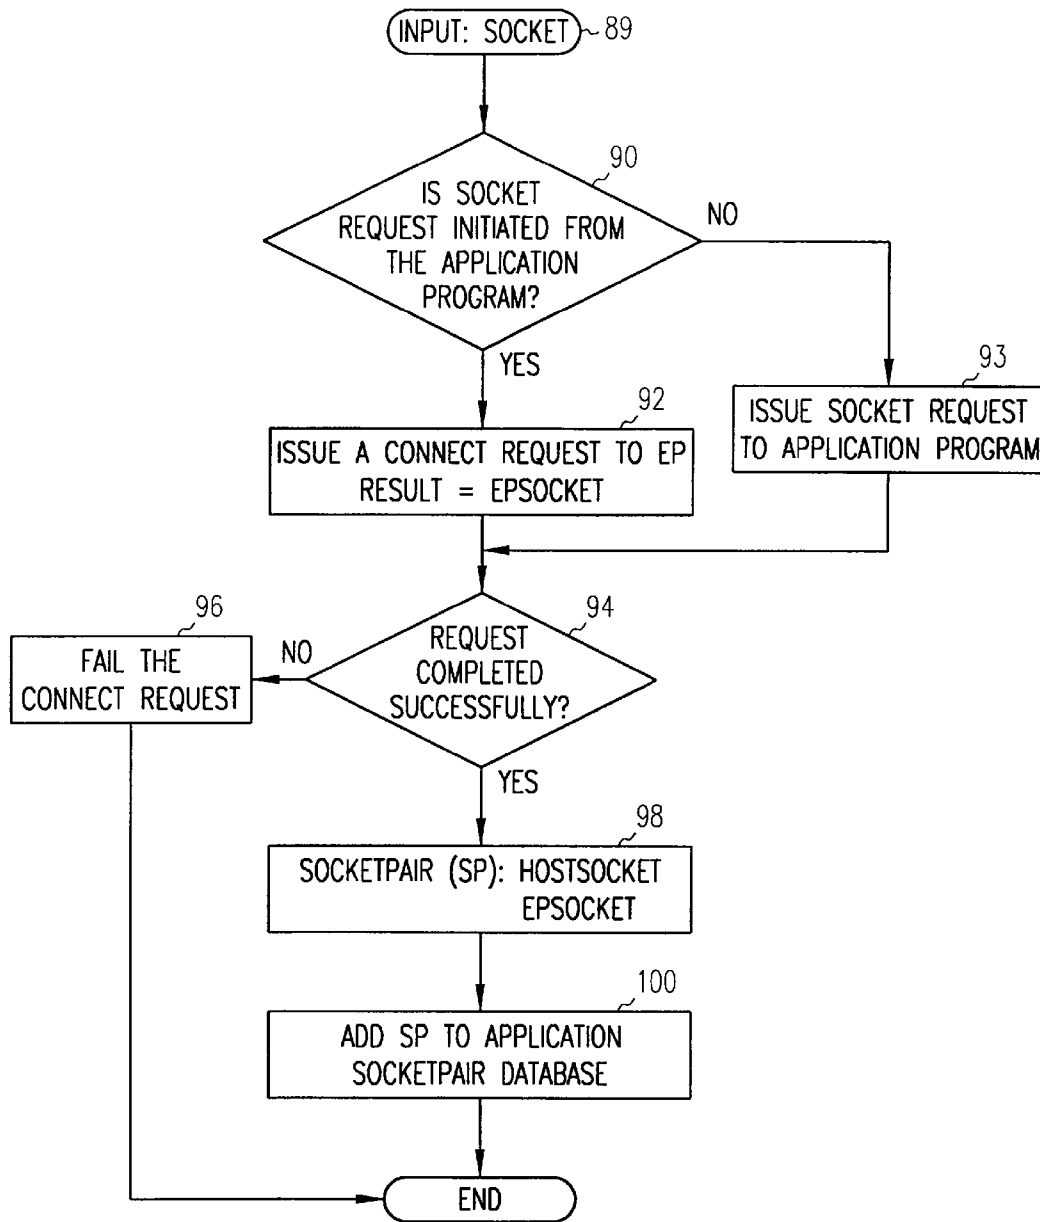 INPUT: SOCKET
89
90
IS SOCKET
REQUEST INITIATED FROM
THE APPLICATION
PROGRAM?
NO
YES
92
ISSUE A CONNECT REQUEST TO EP
RESULT = EPSOCKET
93
ISSUE SOCKET REQUEST
TO APPLICATION PROGRAM
94
REQUEST
COMPLETED
SUCCESSFULLY?
NO
96
FAIL THE
CONNECT REQUEST
YES
98
SOCKETPAIR (SP): HOSTSOCKET
EPSOCKET
100
ADD SP TO APPLICATION
SOCKETPAIR DATABASE
END